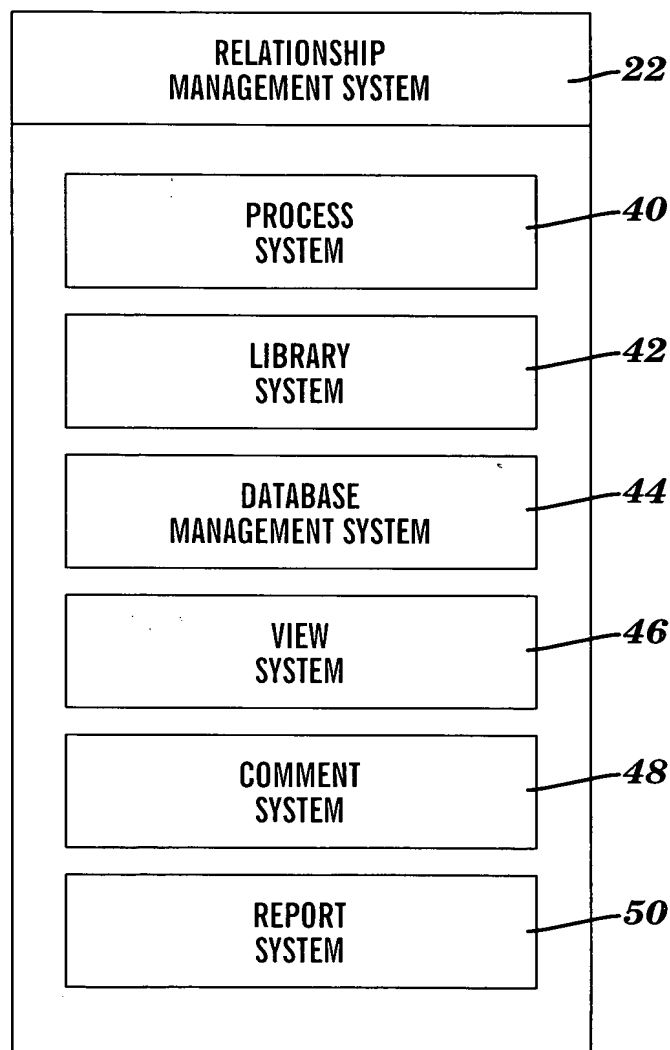 RELATIONSHIP
MANAGEMENT SYSTEM
22
PROCESS
SYSTEM
40
LIBRARY
SYSTEM
42
DATABASE
MANAGEMENT SYSTEM
44
VIEW
SYSTEM
46
COMMENT
SYSTEM
48
REPORT
SYSTEM
50